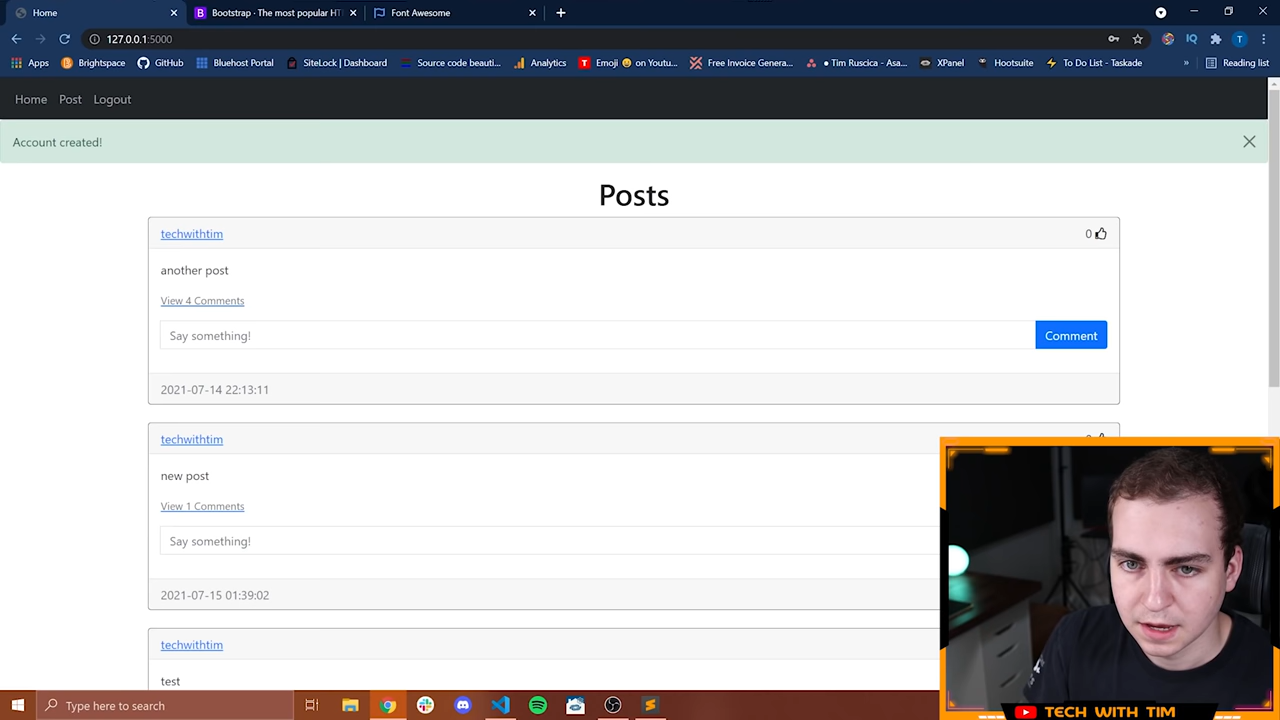 Home
Bootstrap · The most popular HT
Font Awesome
127.0.0.1:5000
T
Apps
Brightspace
GitHub
Bluehost Portal
SiteLock | Dashboard
Source code beauti...
Analytics
Emoji 😀 on Youtu...
Free Invoice Genera...
• Tim Ruscica - Asa...
XPanel
Hootsuite
To Do List - Taskade
»
Reading list
Home
Post
Logout
Account created!
Posts
techwithtim
0
another post
View 4 Comments
Say something!
Comment
2021-07-14 22:13:11
techwithtim
new post
View 1 Comments
Say something!
2021-07-15 01:39:02
techwithtim
test
Type here to search
TECH WITH TIM